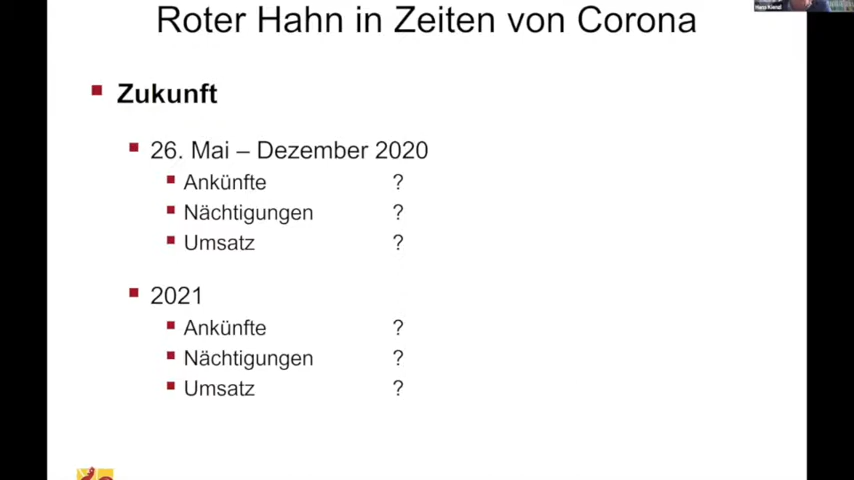 Roter Hahn in Zeiten von Corona
Zukunft
26. Mai – Dezember 2020
Ankünfte ?
Nächtigungen ?
Umsatz ?
2021
Ankünfte ?
Nächtigungen ?
Umsatz ?